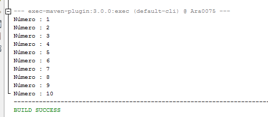 --- exec-maven-plugin:3.0.0:exec (default-cli) @ Ara0075 ---
Número : 1
Número : 2
Número : 3
Número : 4
Número : 5
Número : 6
Número : 7
Número : 8
Número : 9
Número : 10
------------------------------------------------------------------------
BUILD SUCCESS